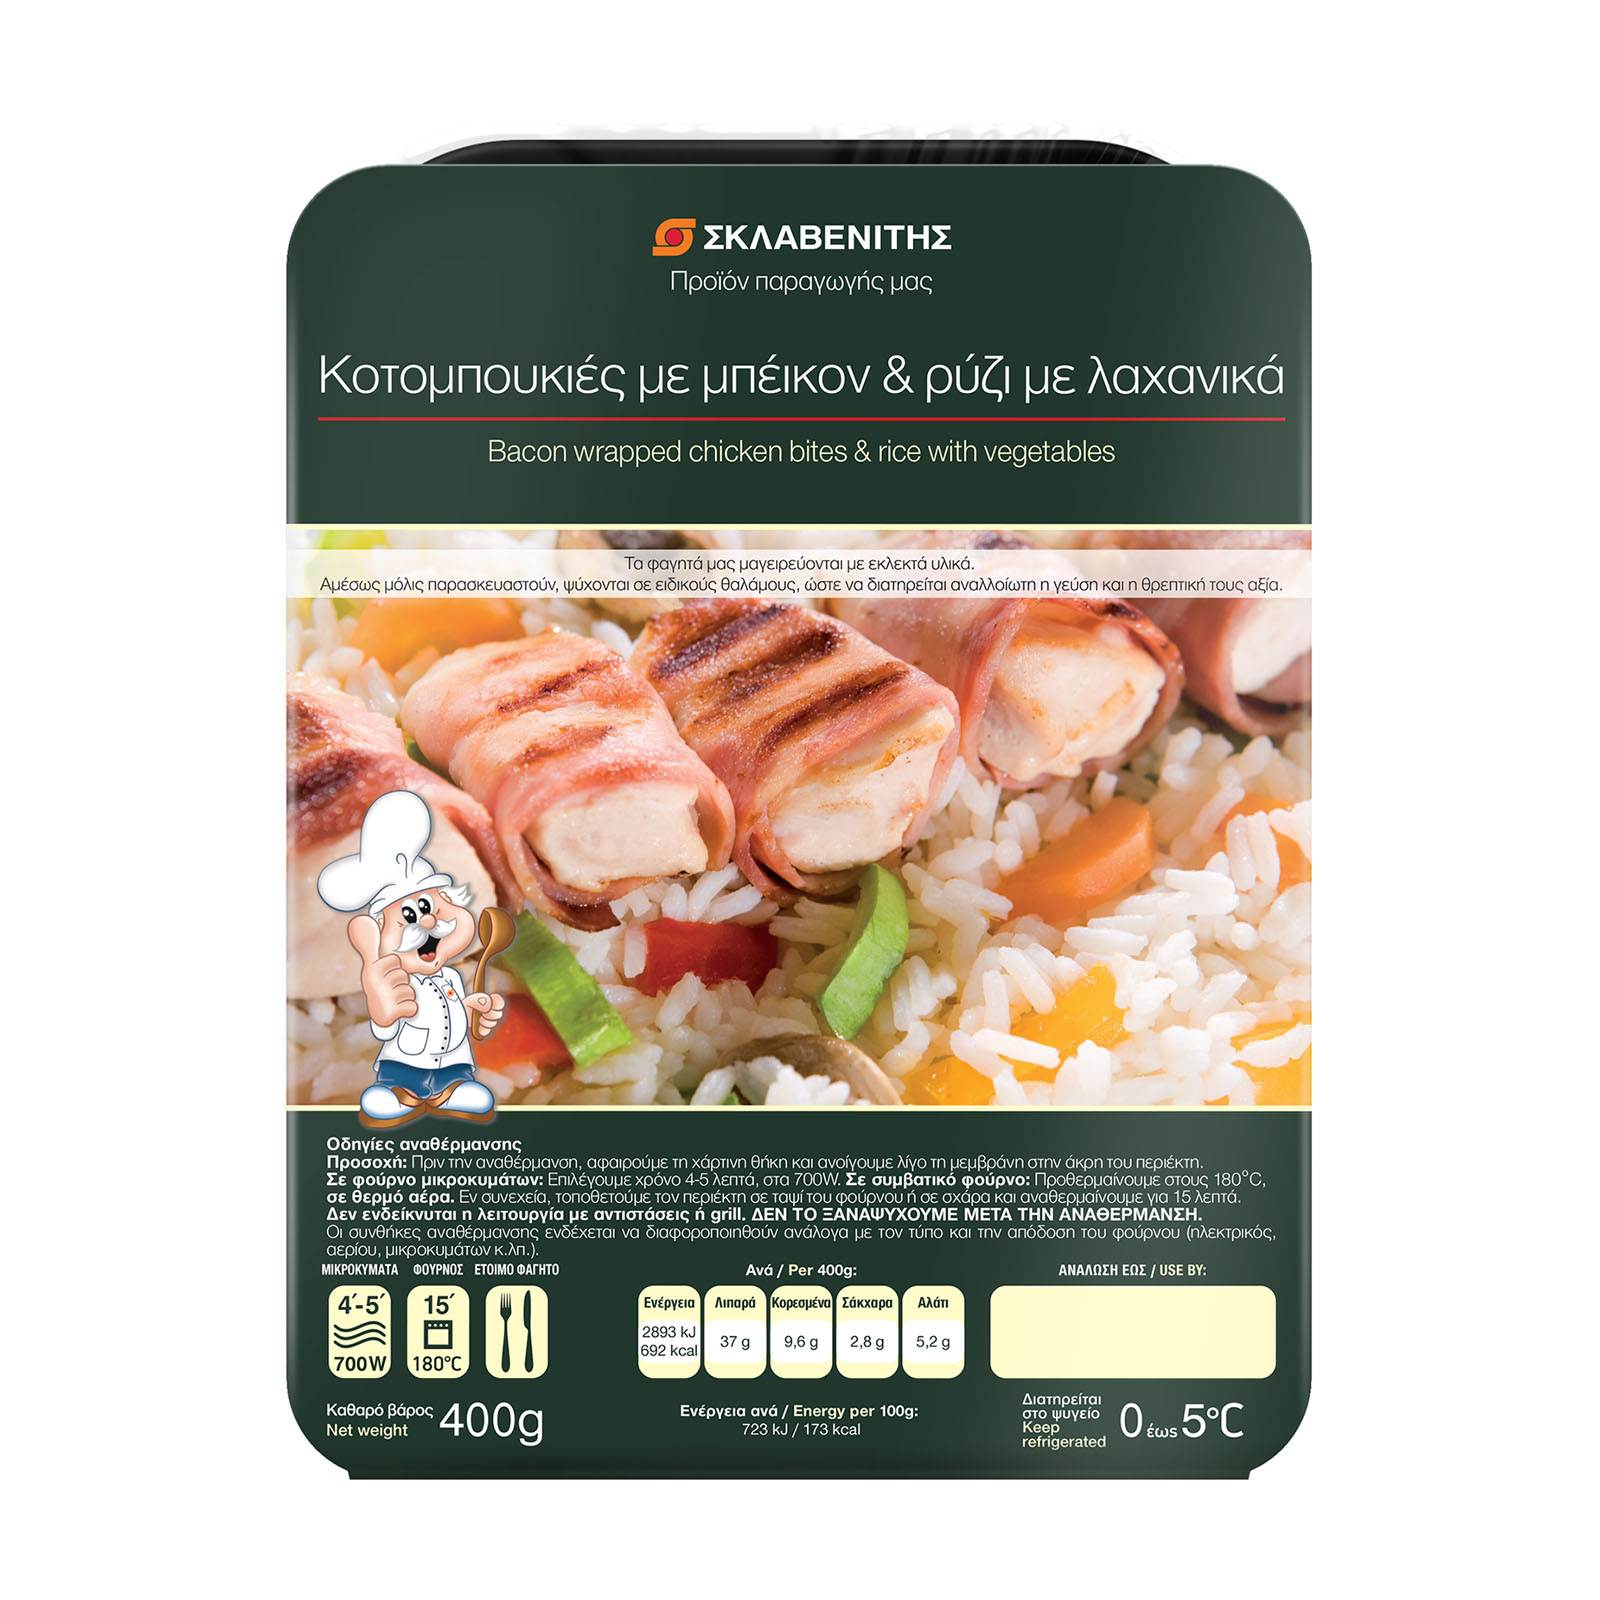 ΣΚΛΑΒΕΝΙΤΗΣ
Προϊόν παραγωγής μας
Κοτομπουκιές με μπέικον & ρύζι με λαχανικά
Bacon wrapped chicken bites & rice with vegetables
Τα φαγητά μας μαγειρεύονται με εκλεκτά υλικά.
Αμέσως μόλις παρασκευαστούν, ψύχονται σε ειδικούς θαλάμους, ώστε να διατηρείται αναλλοίωτη η γεύση και η θρεπτική τους αξία.
Οδηγίες αναθέρμανσης
Προσοχή: Πριν την αναθέρμανση, αφαιρούμε τη χάρτινη θήκη και ανοίγουμε λίγο τη μεμβράνη στην άκρη του περιέκτη.
Σε φούρνο μικροκυμάτων: Επιλέγουμε χρόνο 4-5 λεπτά, στα 700W. Σε συμβατικό φούρνο: Προθερμαίνουμε στους 180°C,
σε θερμό αέρα. Εν συνεχεία, τοποθετούμε τον περιέκτη σε ταψί του φούρνου ή σε σχάρα και αναθερμαίνουμε για 15 λεπτά.
Δεν ενδείκνυται η λειτουργία με αντιστάσεις ή grill. ΔΕΝ ΤΟ ΞΑΝΑΨΥΧΟΥΜΕ ΜΕΤΑ ΤΗΝ ΑΝΑΘΕΡΜΑΝΣΗ.
Οι συνθήκες αναθέρμανσης ενδέχεται να διαφοροποιηθούν ανάλογα με τον τύπο και την απόδοση του φούρνου (ηλεκτρικός,
αερίου, μικροκυμάτων κ.λπ.).
ΜΙΚΡΟΚΥΜΑΤΑ ΦΟΥΡΝΟΣ ΕΤΟΙΜΟ ΦΑΓΗΤΟ
4΄-5΄ 15΄
700W 180°C
Ανά / Per 400g:
Ενέργεια Λιπαρά Κορεσμένα Σάκχαρα Αλάτι
2893 kJ
692 kcal 37 g 9,6 g 2,8 g 5,2 g
ΑΝΑΛΩΣΗ ΕΩΣ / USE BY:
Καθαρό βάρος
Net weight 400g
Ενέργεια ανά / Energy per 100g:
723 kJ / 173 kcal
Διατηρείται
στο ψυγείο
Keep
refrigerated
0 έως 5°C